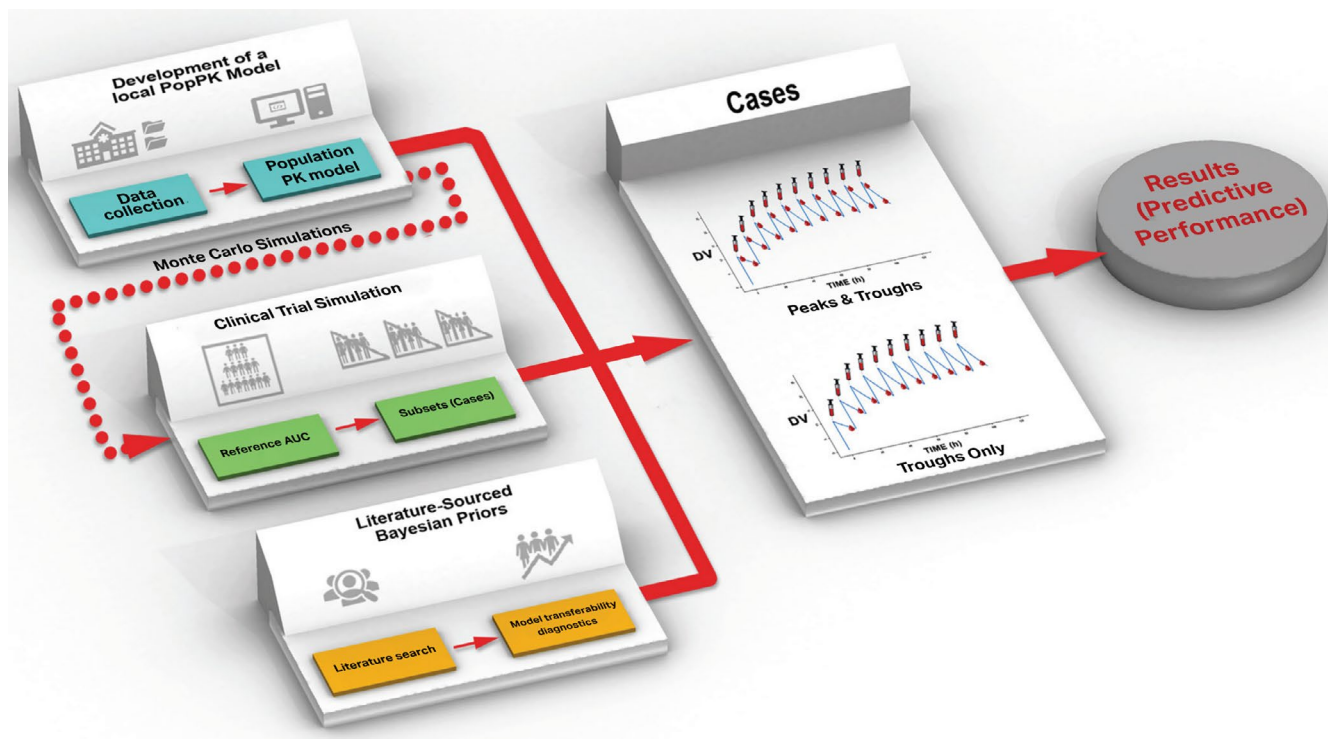 Development of a
local PopPK Model
Data
collection
Population
PK model
Monte Carlo Simulations
Clinical Trial Simulation
Reference AUC
Subsets (Cases)
Literature-Sourced
Bayesian Priors
Literature search
Model transferability
diagnostics
Cases
DV
TIME (h)
Peaks & Troughs
DV
TIME (h)
Troughs Only
Results
(Predictive
Performance)